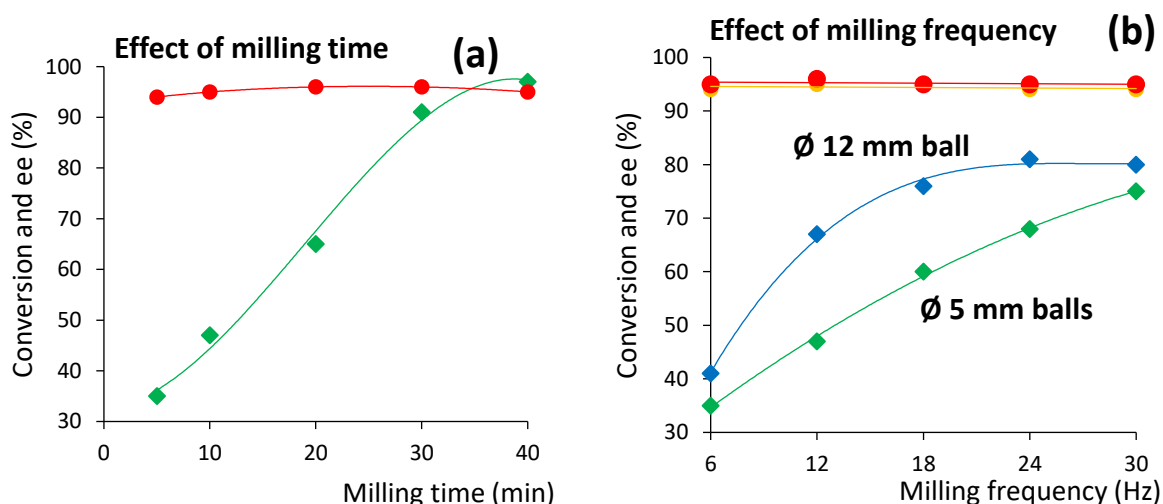 Effect of milling time
(a)
Conversion and ee (%)
100
90
80
70
60
50
40
30
0
10
20
30
40
Milling time (min)
Effect of milling frequency
(b)
Conversion and ee (%)
100
90
80
70
60
50
40
30
Ø 12 mm ball
Ø 5 mm balls
6
12
18
24
30
Milling frequency (Hz)